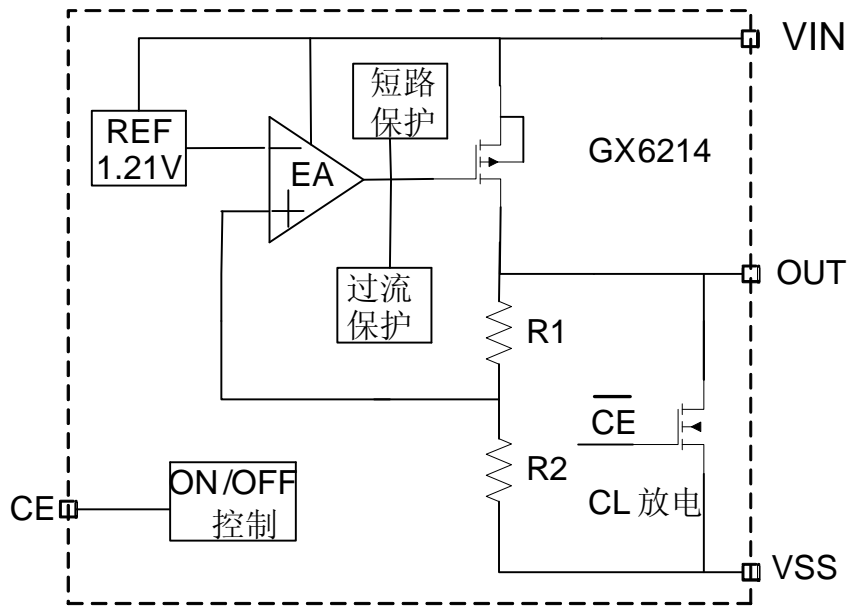 VIN
短路
保护
REF
1.21V
EA
GX6214
OUT
过流
保护
R1
CE
R2
ON/OFF
控制
CE
CL 放电
VSS